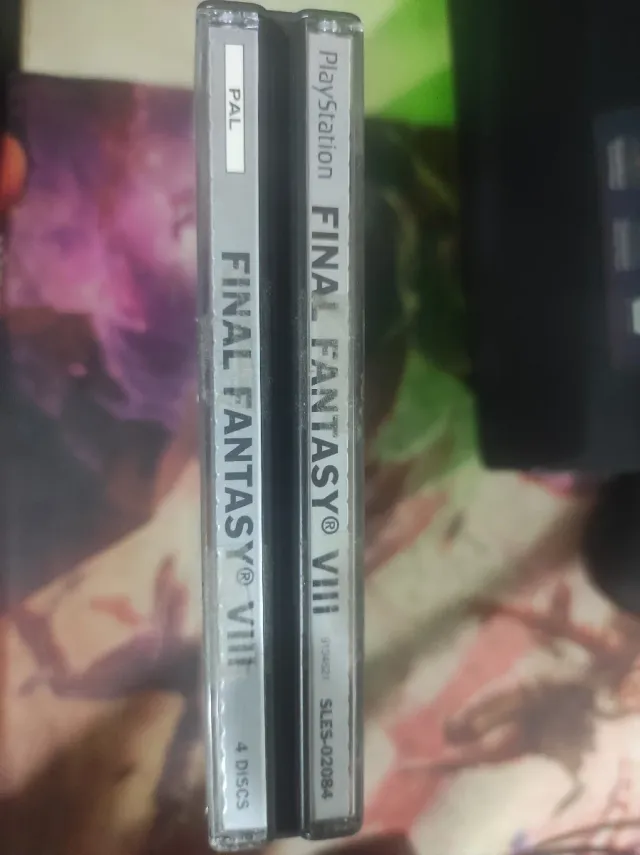 PlayStation FINAL FANTASY® VIII SLES-02084
PAL FINAL FANTASY® VIII 4 DISCS